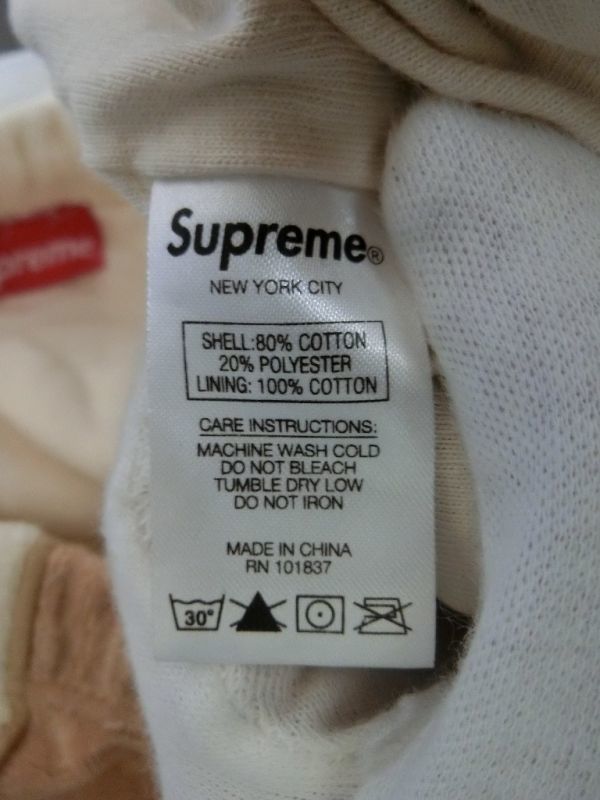 Supreme®
NEW YORK CITY
SHELL:80% COTTON
20% POLYESTER
LINING: 100% COTTON
CARE INSTRUCTIONS:
MACHINE WASH COLD
DO NOT BLEACH
TUMBLE DRY LOW
DO NOT IRON
MADE IN CHINA
RN 101837
30°
preme